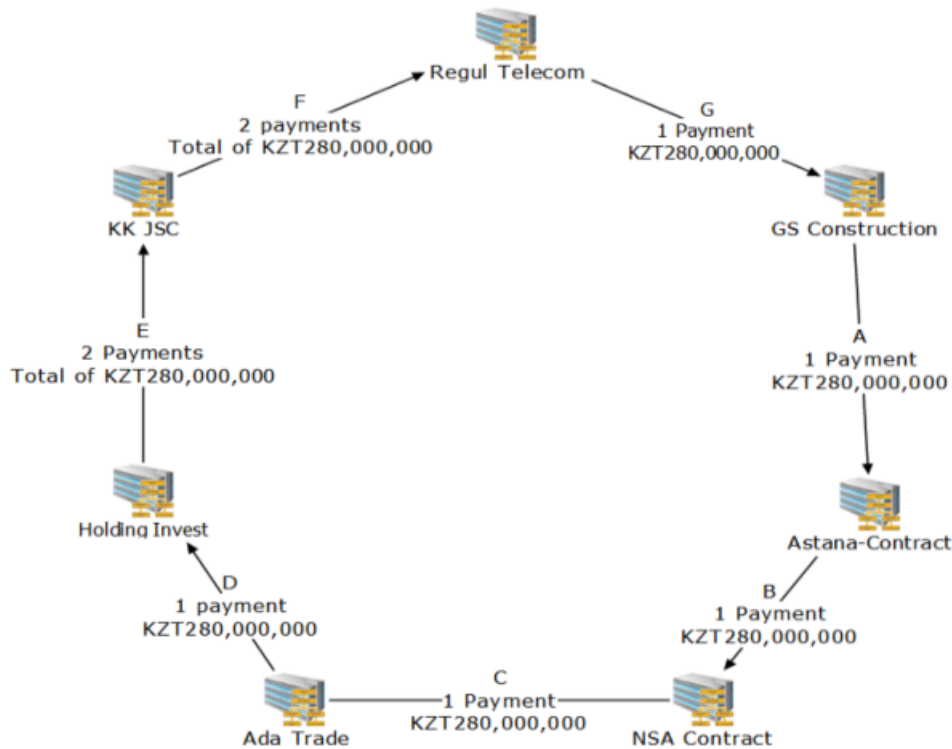 Regul Telecom
F
2 payments
Total of KZT280,000,000
G
1 Payment
KZT280,000,000
KK JSC
GS Construction
E
2 Payments
Total of KZT280,000,000
A
1 Payment
KZT280,000,000
Holding Invest
Astana-Contract
D
1 payment
KZT280,000,000
B
1 Payment
KZT280,000,000
C
1 Payment
KZT280,000,000
Ada Trade
NSA Contract